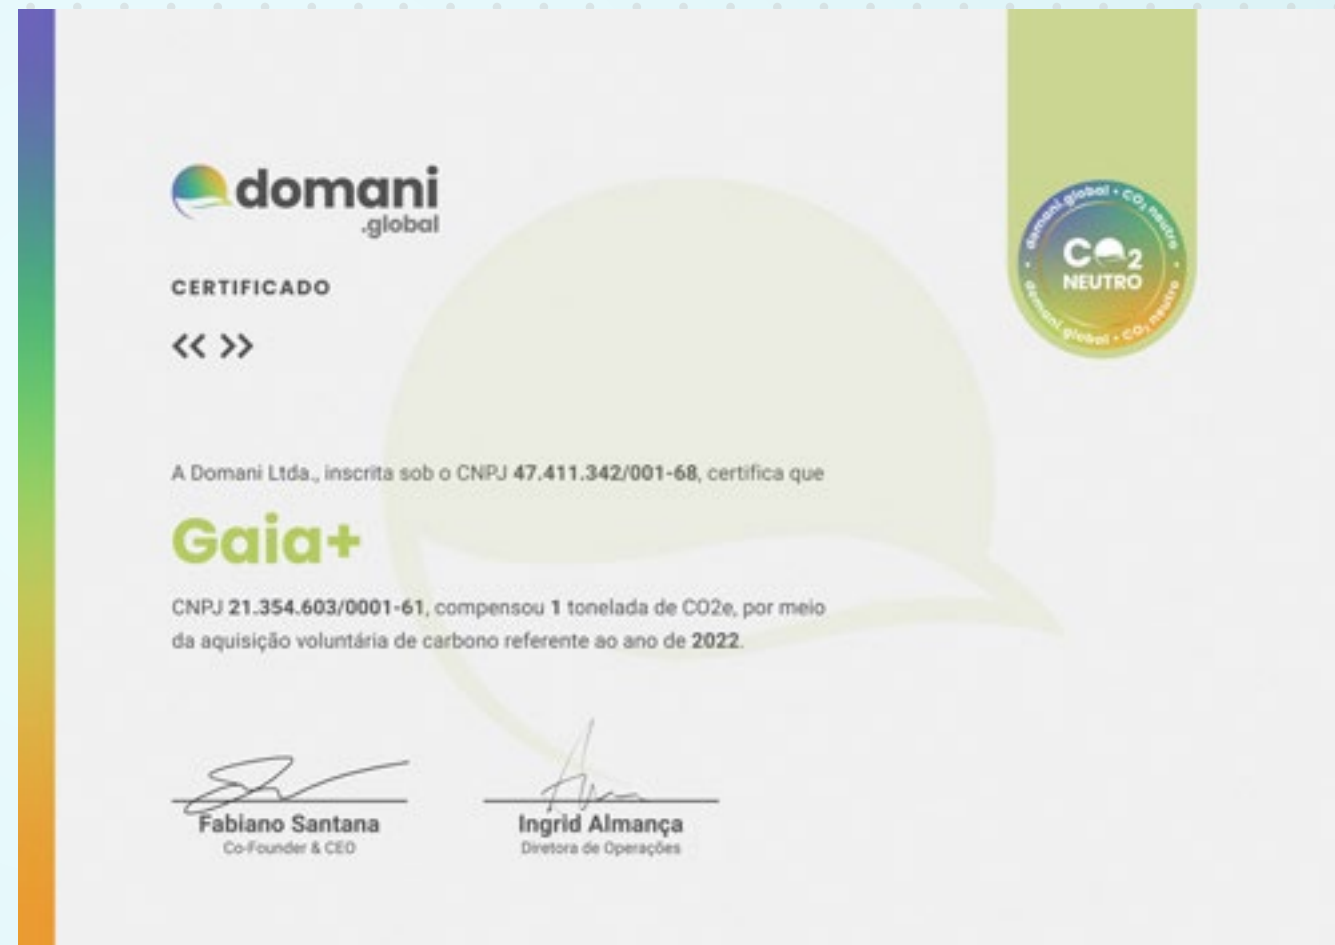 domani
.global
CERTIFICADO
<< >>
domani.global • CO₂ neutro •
CO2
NEUTRO
domani.global • CO₂ neutro •
A Domani Ltda., inscrita sob o CNPJ 47.411.342/001-68, certifica que
Gaia+
CNPJ 21.354.603/0001-61, compensou 1 tonelada de CO2e, por meio
da aquisição voluntária de carbono referente ao ano de 2022.
Fabiano Santana
Co-Founder & CEO
Ingrid Almança
Diretora de Operações